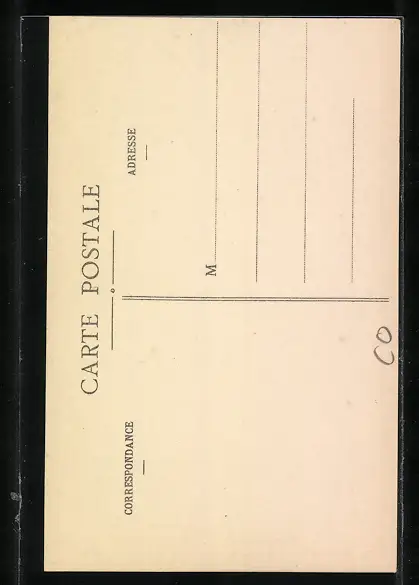 CARTE POSTALE
CORRESPONDANCE
ADRESSE
M
CO